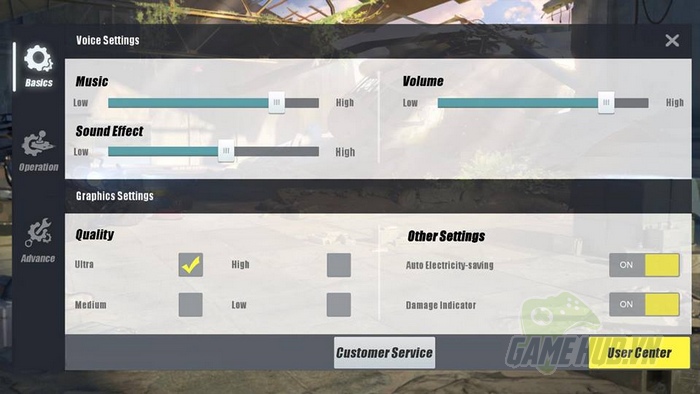 Voice Settings
Basics
Music
Low
High
Volume
Low
High
Sound Effect
Low
High
Operation
Graphics Settings
Quality
Ultra
High
Medium
Low
Other Settings
Auto Electricity-saving
ON
Damage Indicator
ON
Advance
Customer Service
User Center
GAMEHUB.VN